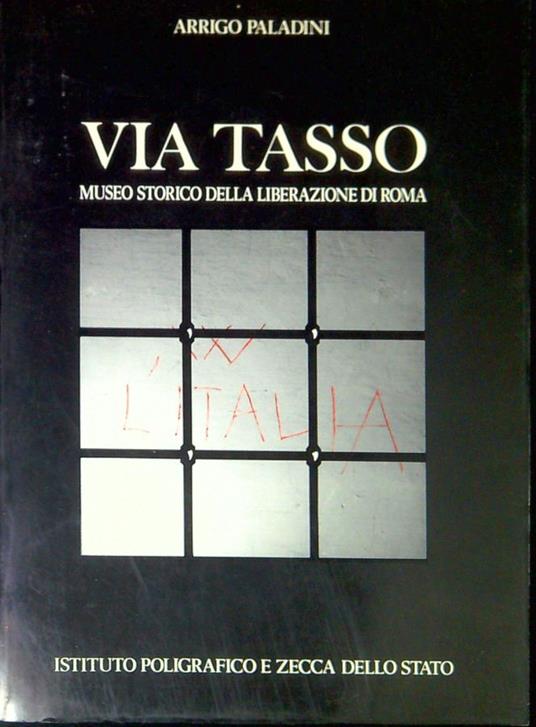 ARRIGO PALADINI
VIA TASSO
MUSEO STORICO DELLA LIBERAZIONE DI ROMA
L'ITALIA
ISTITUTO POLIGRAFICO E ZECCA DELLO STATO